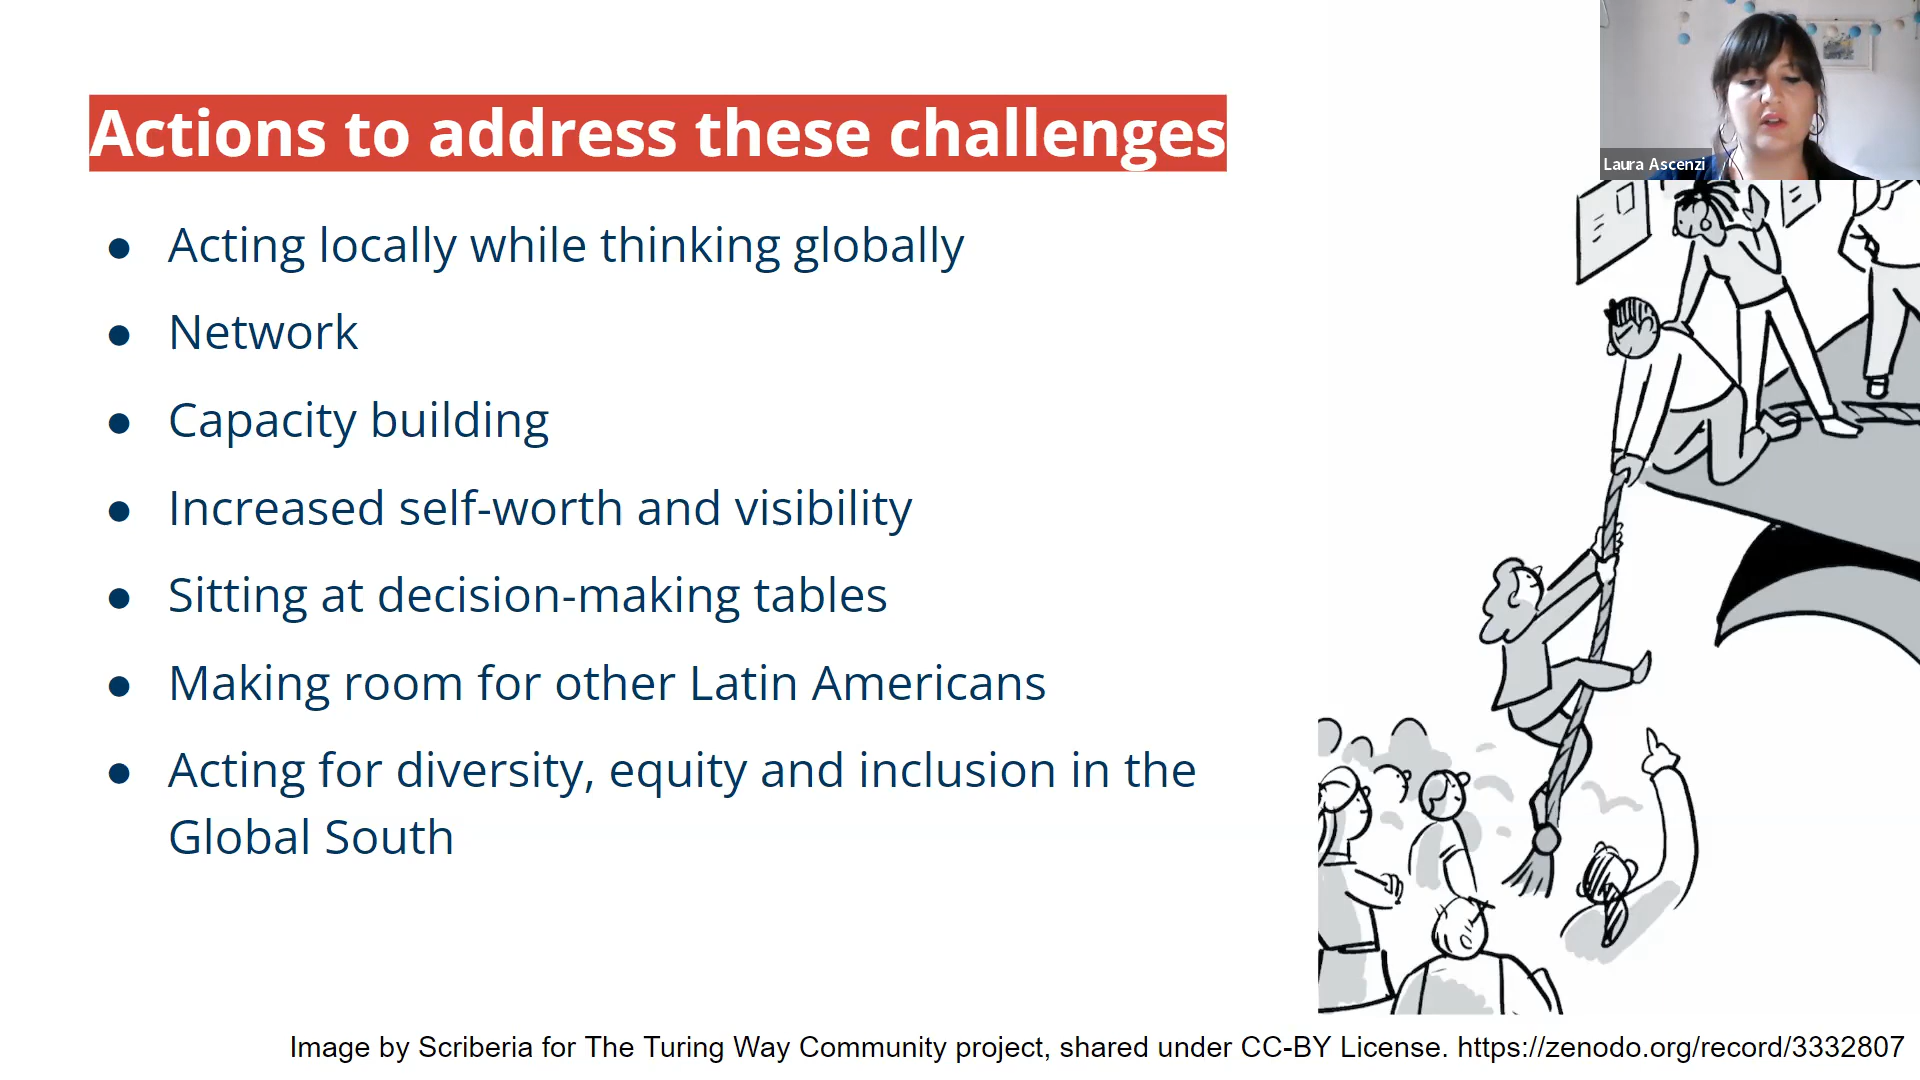 Actions to address these challenges
Laura Ascenzi
● Acting locally while thinking globally
● Network
● Capacity building
● Increased self-worth and visibility
● Sitting at decision-making tables
● Making room for other Latin Americans
● Acting for diversity, equity and inclusion in the
Global South
Image by Scriberia for The Turing Way Community project, shared under CC-BY License. https://zenodo.org/record/3332807